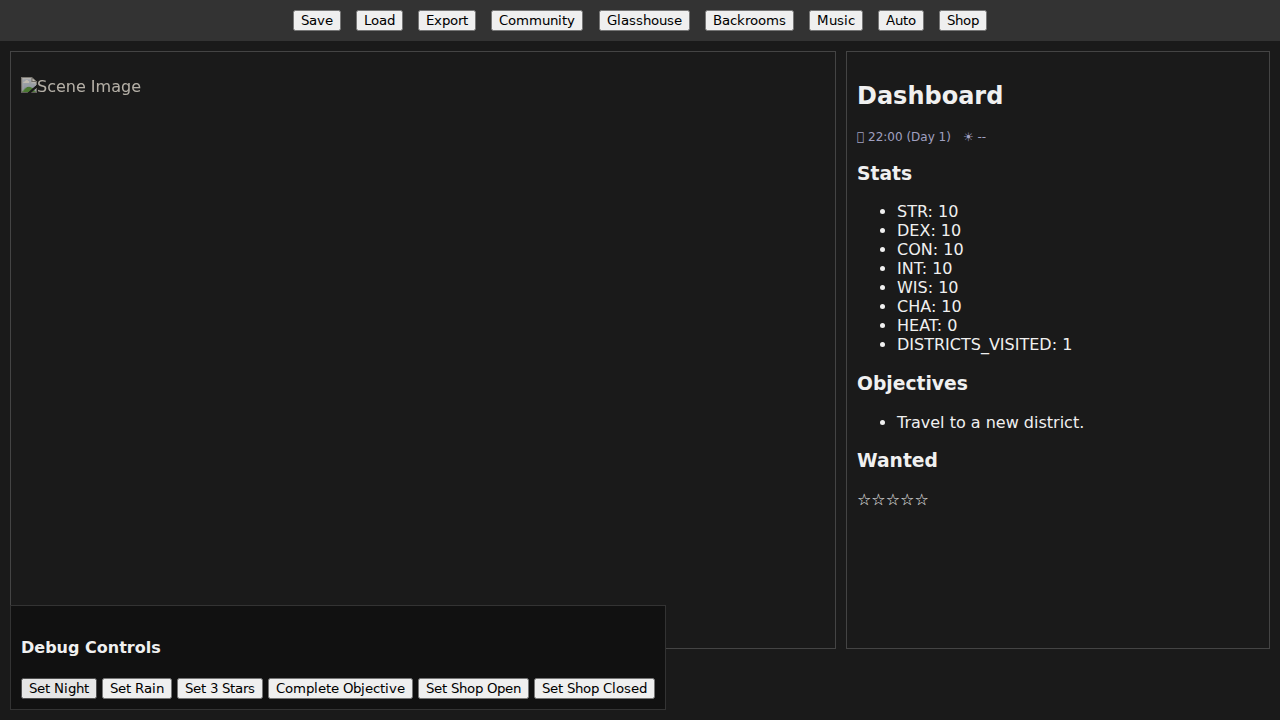 Save Load Export Community Glasshouse Backrooms Music Auto Shop
Scene Image
Dashboard
22:00 (Day 1) ☀ --
Stats
• STR: 10
• DEX: 10
• CON: 10
• INT: 10
• WIS: 10
• CHA: 10
• HEAT: 0
• DISTRICTS_VISITED: 1
Objectives
• Travel to a new district.
Wanted
☆☆☆☆☆
Debug Controls
Set Night Set Rain Set 3 Stars Complete Objective Set Shop Open Set Shop Closed